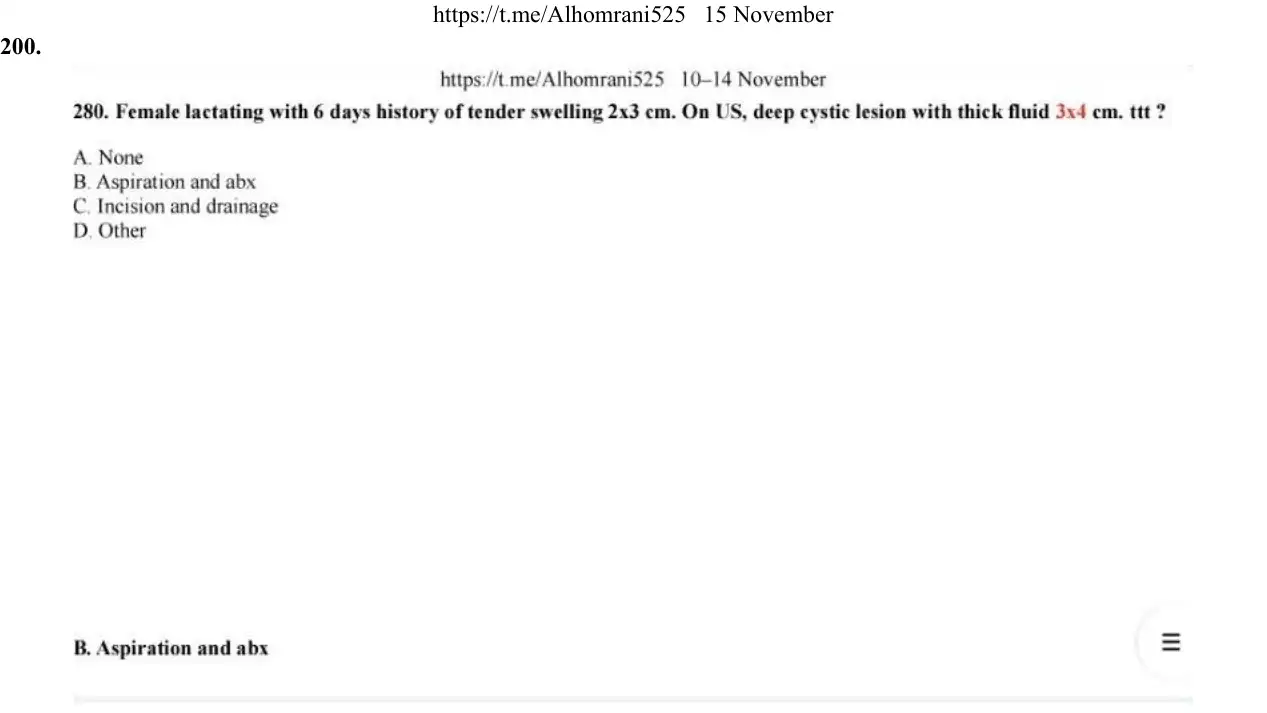 https://t.me/Alhomrani525 15 November
200.
https://t.me/Alhomrani525 10–14 November
280. Female lactating with 6 days history of tender swelling 2x3 cm. On US, deep cystic lesion with thick fluid 3x4 cm. ttt ?
A. None
B. Aspiration and abx
C. Incision and drainage
D. Other
B. Aspiration and abx